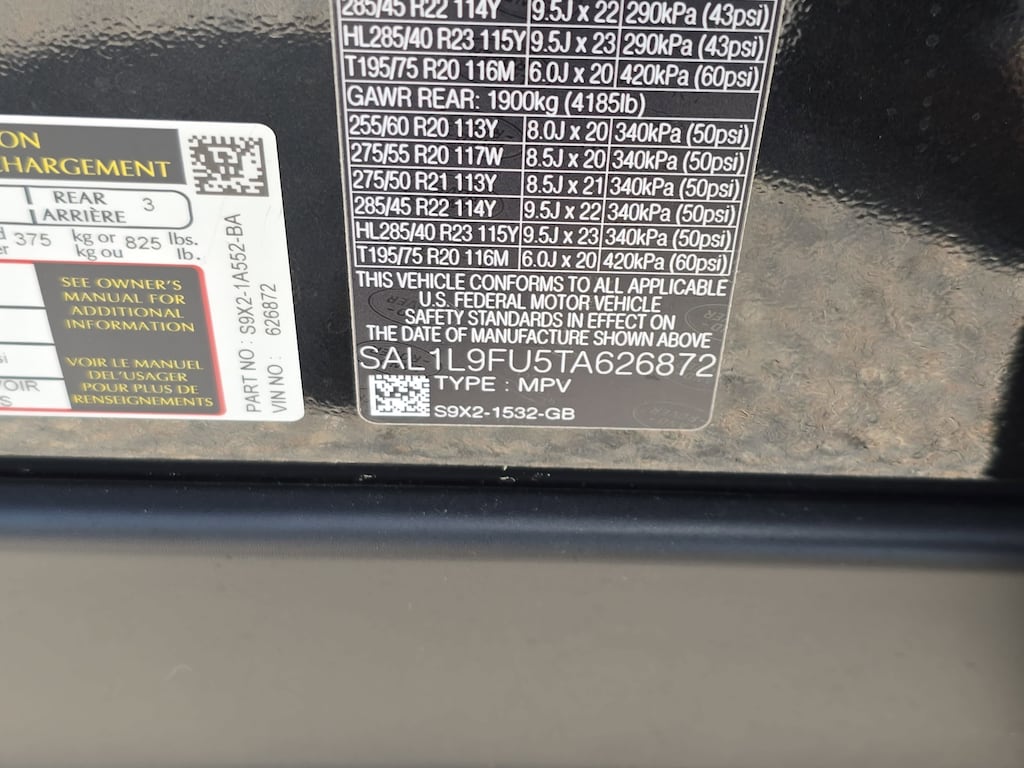 ON
CHARGEMENT
REAR
ARRIÈRE 3
375 kg or 825 lbs.
kg ou lb.
SEE OWNER'S
MANUAL FOR
ADDITIONAL
INFORMATION
VOIR LE MANUEL
DEL'USAGER
POUR PLUS DE
RENSEIGNEMENTS
PART NO : S9X2-1A552-BA
VIN NO : 626872
285/45 R22 114Y 9.5J x 22 290kPa (43psi)
HL285/40 R23 115Y 9.5J x 23 290kPa (43psi)
T195/75 R20 116M 6.0J x 20 420kPa (60psi)
GAWR REAR: 1900kg (4185lb)
255/60 R20 113Y 8.0J x 20 340kPa (50psi)
275/55 R20 117W 8.5J x 20 340kPa (50psi)
275/50 R21 113Y 8.5J x 21 340kPa (50psi)
285/45 R22 114Y 9.5J x 22 340kPa (50psi)
HL285/40 R23 115Y 9.5J x 23 340kPa (50psi)
T195/75 R20 116M 6.0J x 20 420kPa (60psi)
THIS VEHICLE CONFORMS TO ALL APPLICABLE
U.S. FEDERAL MOTOR VEHICLE
SAFETY STANDARDS IN EFFECT ON
THE DATE OF MANUFACTURE SHOWN ABOVE
SAL1L9FU5TA626872
TYPE : MPV
S9X2-1532-GB